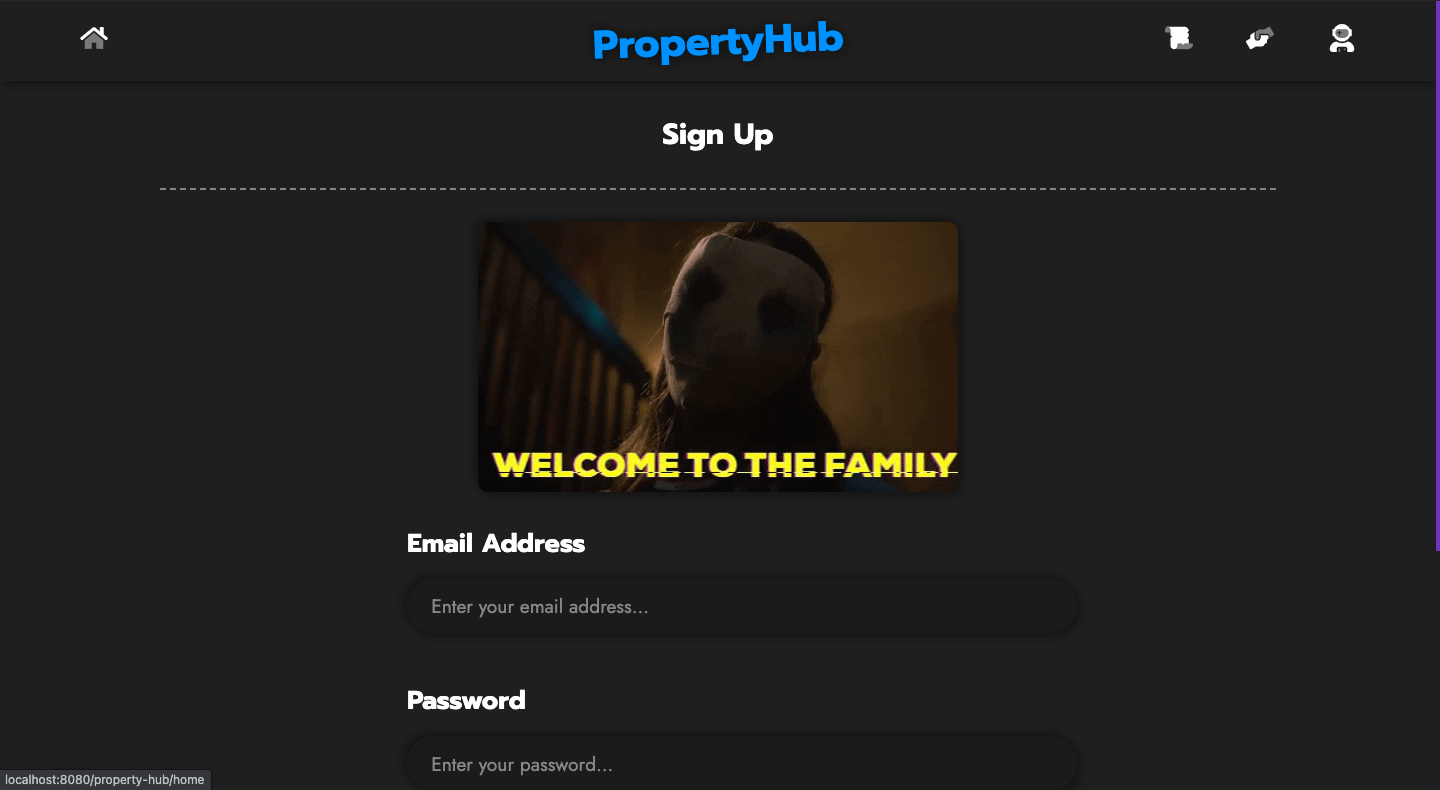 PropertyHub
Sign Up
WELCOME TO THE FAMILY
Email Address
Enter your email address...
Password
Enter your password...
localhost:8080/property-hub/home